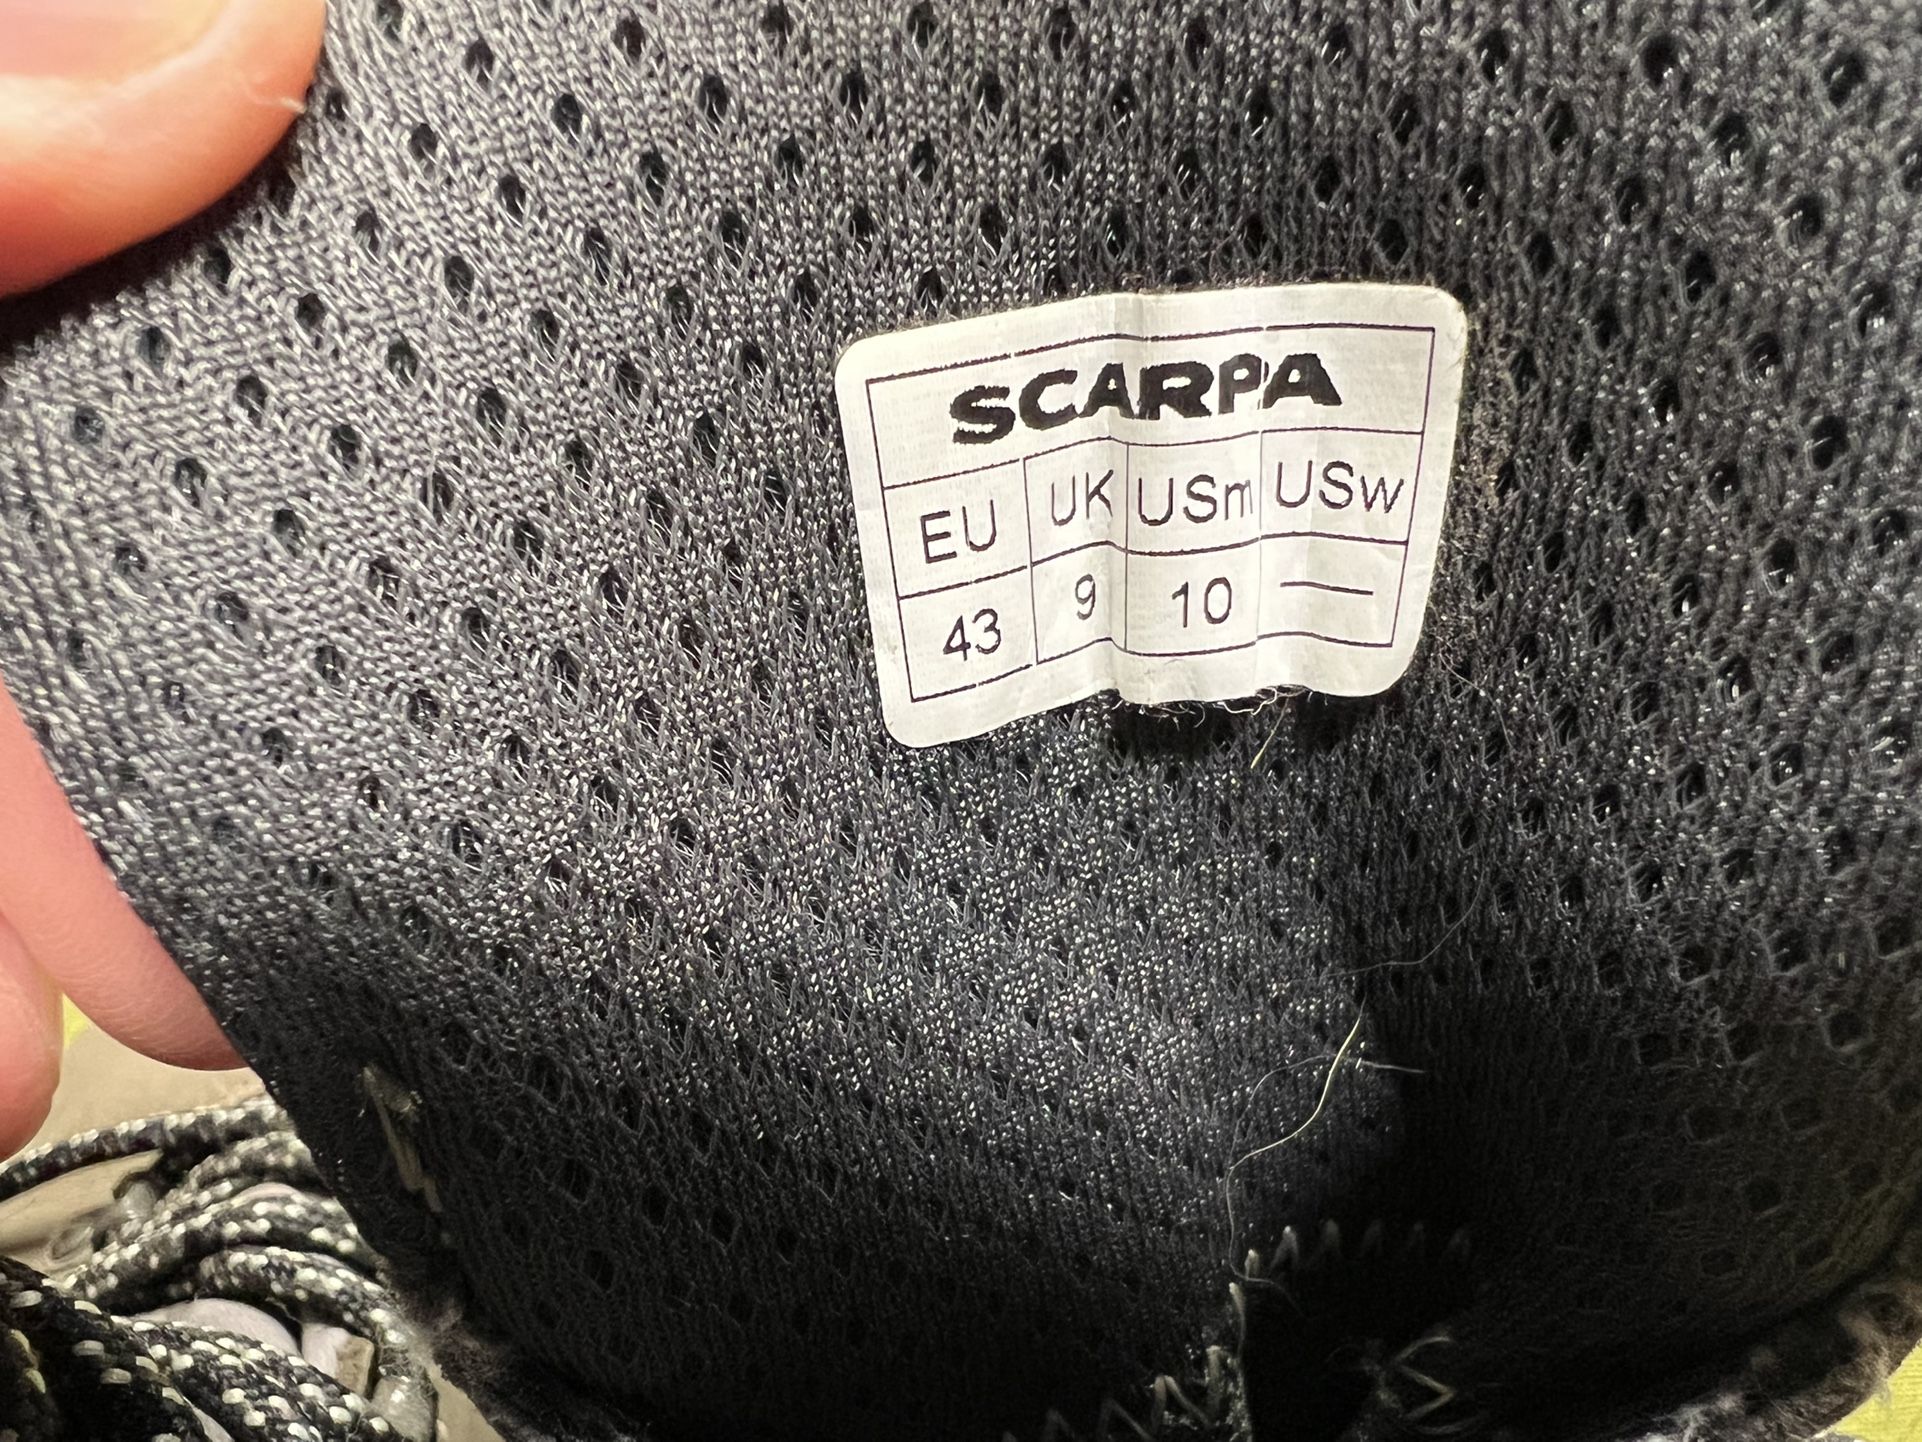 SCARPA
EU UK USm USw
43 9 10 —